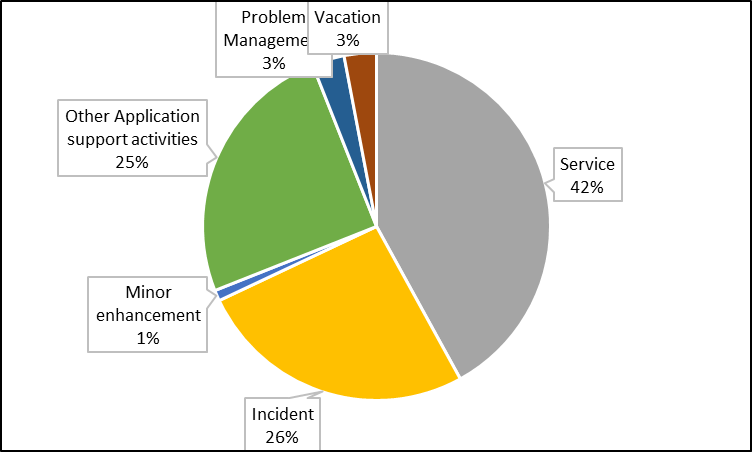 Problem
Manageme
3%
Vacation
3%
Other Application
support activities
25%
Service
42%
Minor
enhancement
1%
Incident
26%